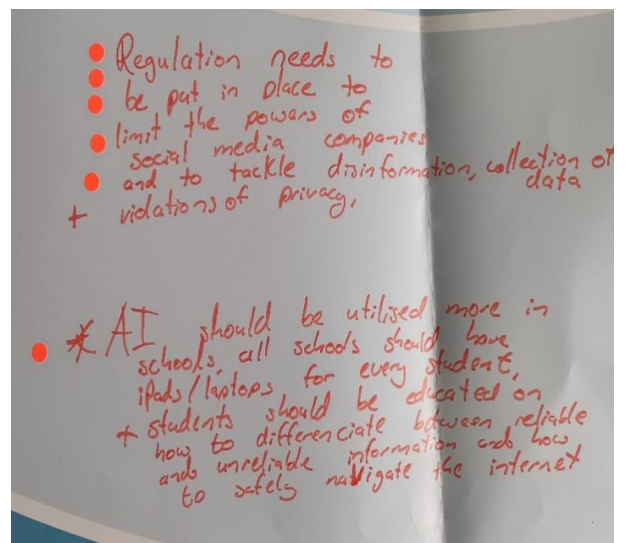 Regulation needs to
be put in place to
limit the powers of
social media companies
and to tackle disinformation, collection of
data
+ violations of privacy.
* AI should be utilised more in
schools, all schools should have
ipads/laptops for every student,
+ students should be educated on
how to differenciate between reliable
and unreliable information and how
to safely navigate the internet